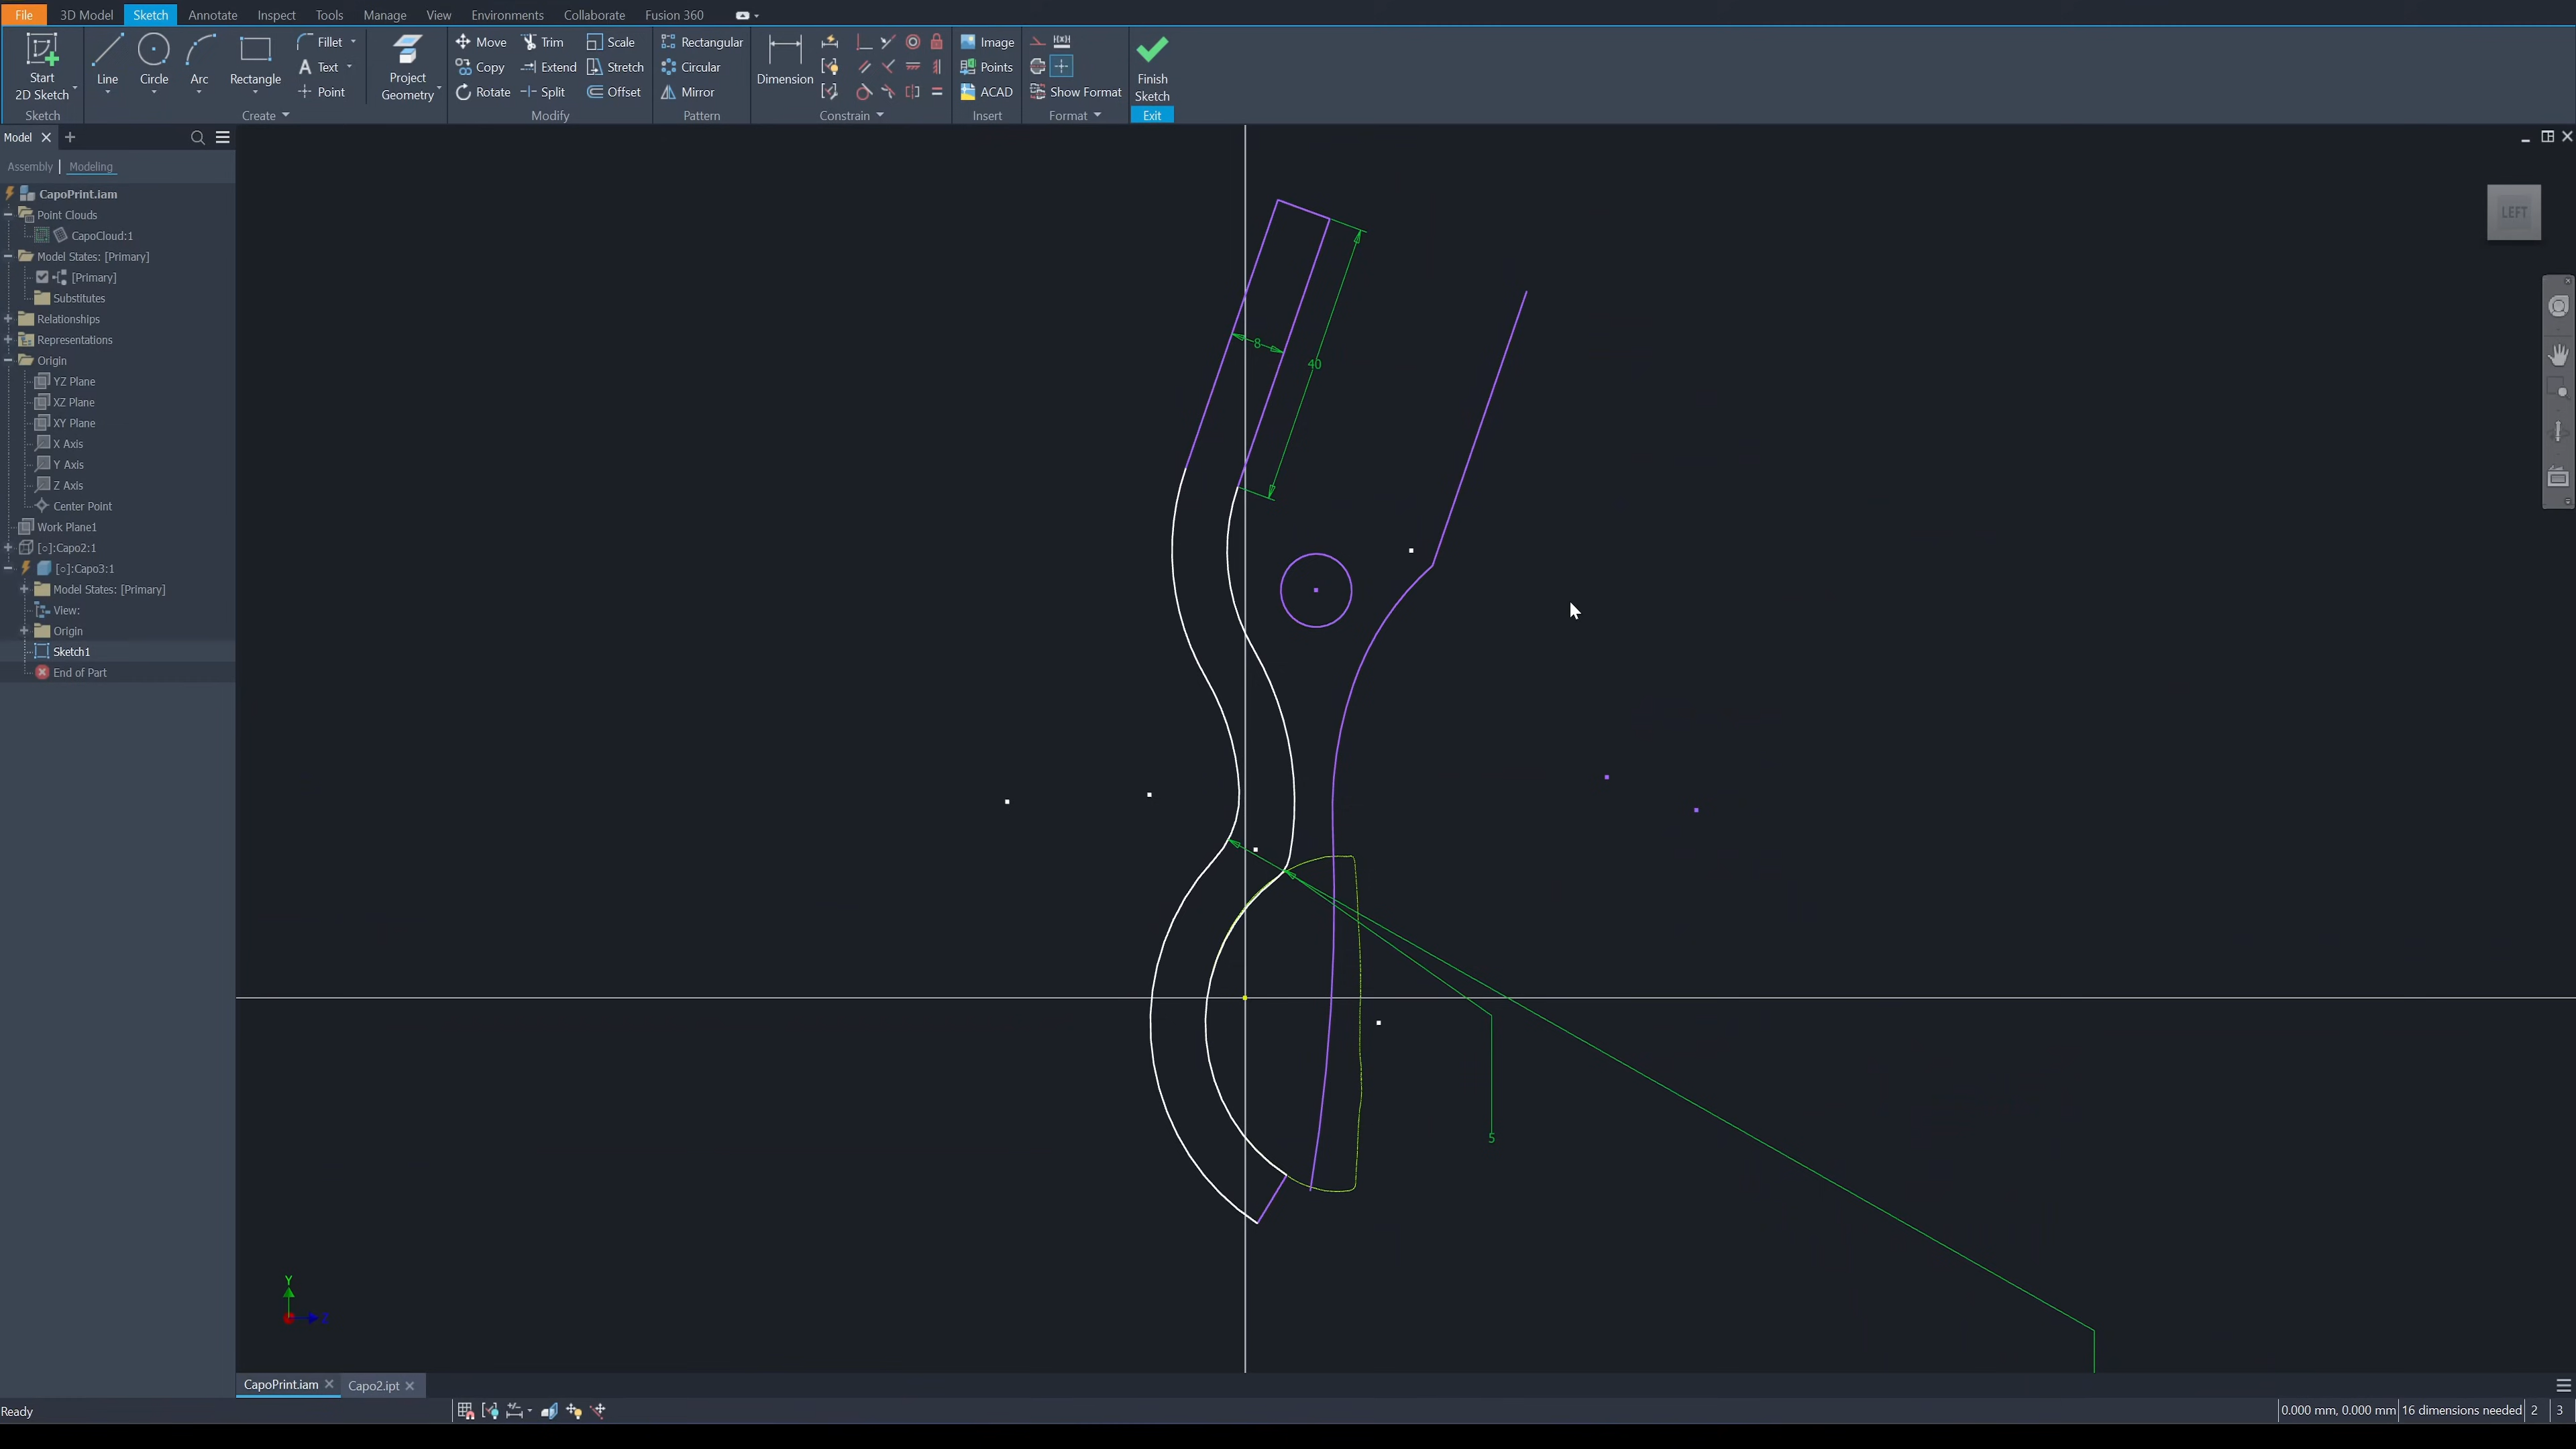 File 3D Model Sketch Annotate Inspect Tools Manage View Environments Collaborate Fusion 360
Start
2D Sketch
Line
Circle
Arc
Rectangle
Fillet
Text
Point
Project
Geometry
Move
Copy
Rotate
Trim
Extend
Split
Scale
Stretch
Offset
Rectangular
Circular
Mirror
Dimension
Image
Points
ACAD
Show Format
Finish
Sketch
Sketch
Create
Modify
Pattern
Constrain
Insert
Format
Exit
Model
Assembly
Modeling
CapoPrint.iam
Point Clouds
CapoCloud:1
Model States: [Primary]
[Primary]
Substitutes
Relationships
Representations
Origin
YZ Plane
XZ Plane
XY Plane
X Axis
Y Axis
Z Axis
Center Point
Work Plane1
[○]:Capo2:1
[○]:Capo3:1
Model States: [Primary]
View:
Origin
Sketch1
End of Part
LEFT
8
40
5
Y
Z
CapoPrint.iam
Capo2.ipt
Ready
0.000 mm, 0.000 mm
16 dimensions needed
2
3